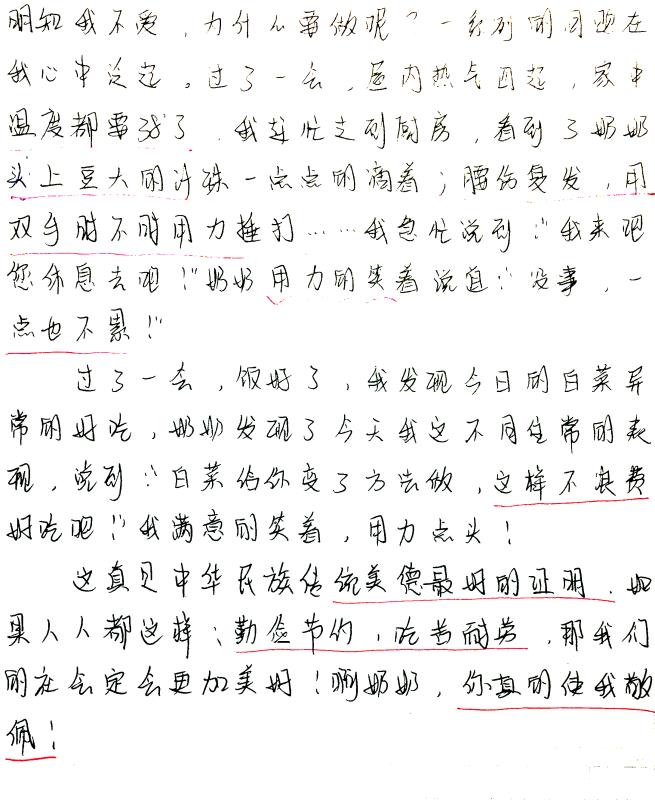 明知我不爱，为什么要做呢？一系列的问题在
我心中泛起。过了一会，屋内热气四起，家中
温度都要38了，我赶忙走到厨房，看到了奶奶
头上豆大的汗珠一点点的滴着；腰伤复发，用
双手时不时用力捶打……我急忙说到："我来吧
您休息去吧！"奶奶用力的笑着说道："没事，一
点也不累！"
过了一会，饭好了，我发现今日的白菜异
常的好吃，奶奶发现了今天我这不同往常的表
现，说到："白菜给你变了方法做，这样不浪费
好吃吧！"我满意的笑着，用力点头！
这真是中华民族传统美德最好的证明，如
果人人都这样：勤俭节约，吃苦耐劳，那我们
的社会定会更加美好！啊奶奶，你真的使我敬
佩！